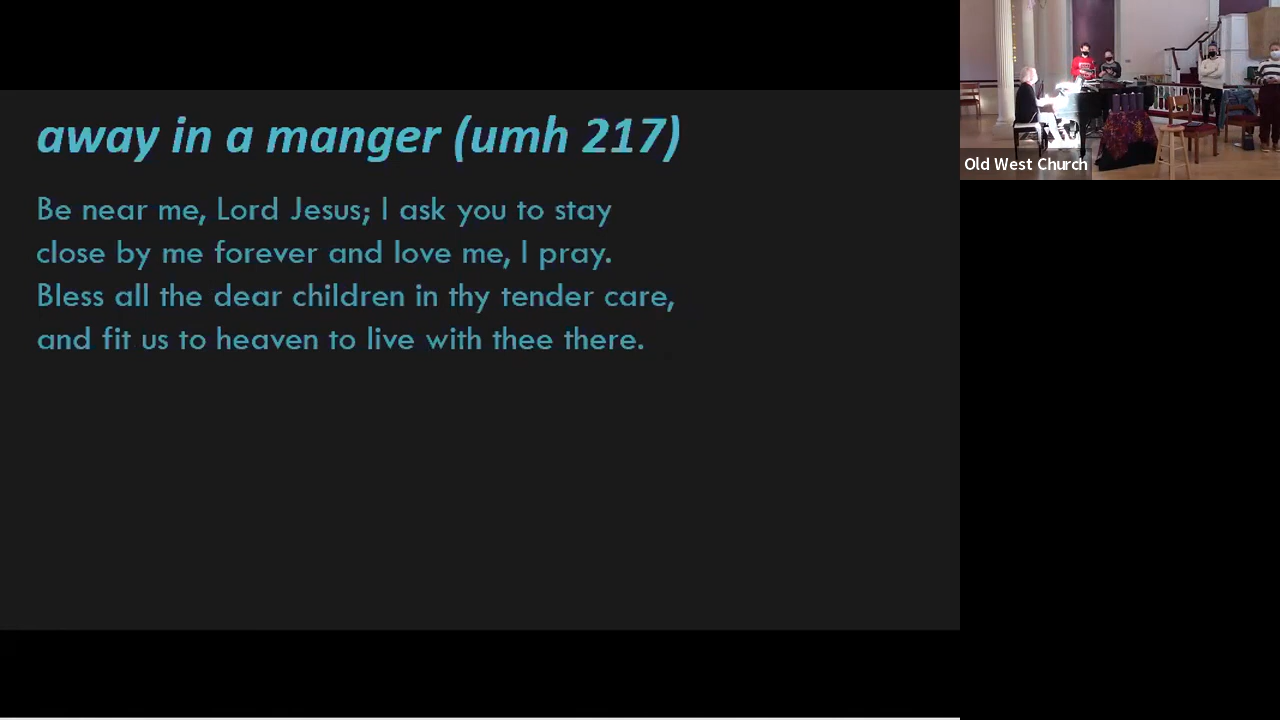 away in a manger (umh 217)
Be near me, Lord Jesus; I ask you to stay
close by me forever and love me, I pray.
Bless all the dear children in thy tender care,
and fit us to heaven to live with thee there.
Old West Church